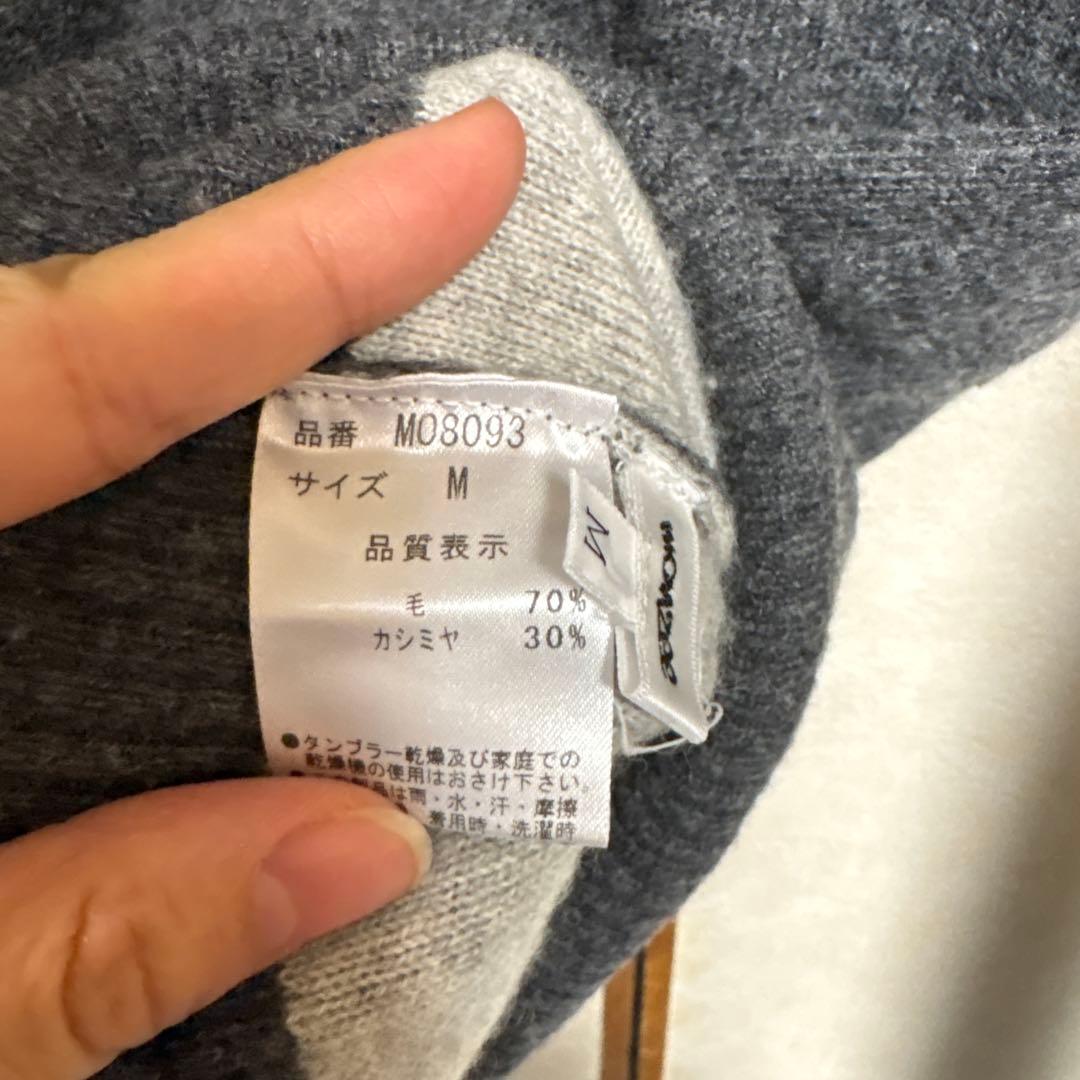 品番 M08093
サイズ M
品質表示
毛 70%
カシミヤ 30%
●タンブラー乾燥及び家庭での
乾燥機の使用はおさけ下さい。
製品は雨・水・汗・摩擦
着用時・洗濯時
M